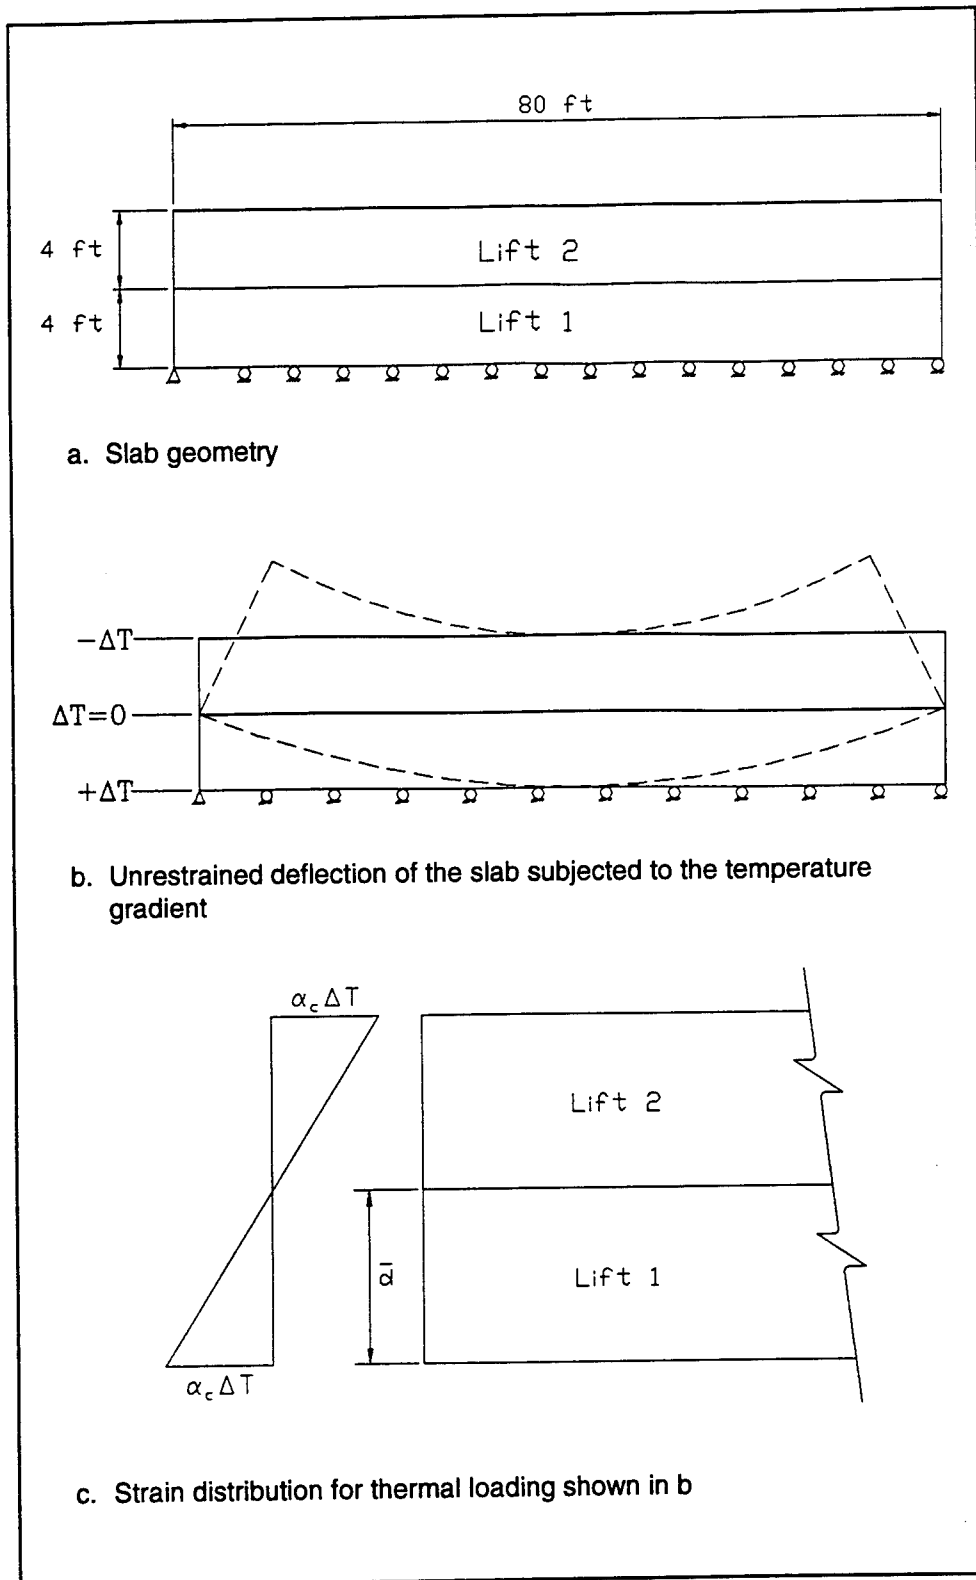 80 ft
4 ft
Lift 2
4 ft
Lift 1
a. Slab geometry
−ΔT
ΔT=0
+ΔT
b. Unrestrained deflection of the slab subjected to the temperature
gradient
α_c ΔT
Lift 2
d̄
Lift 1
α_c ΔT
c. Strain distribution for thermal loading shown in b